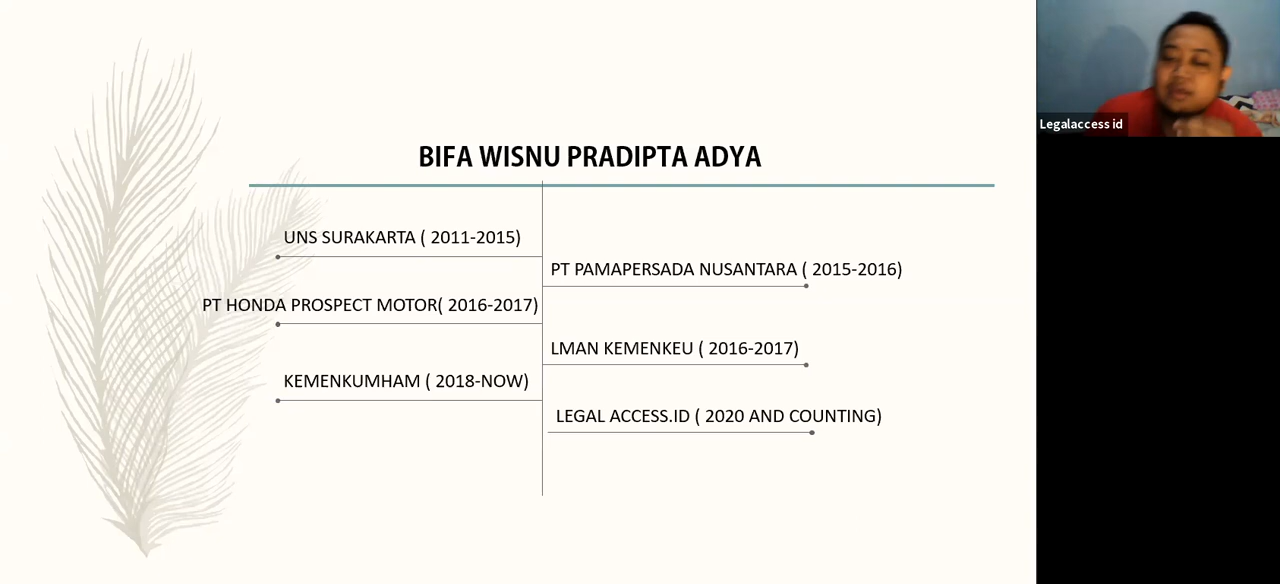 BIFA WISNU PRADIPTA ADYA
UNS SURAKARTA ( 2011-2015)
PT PAMAPERSADA NUSANTARA ( 2015-2016)
PT HONDA PROSPECT MOTOR( 2016-2017)
LMAN KEMENKEU ( 2016-2017)
KEMENKUMHAM ( 2018-NOW)
LEGAL ACCESS.ID ( 2020 AND COUNTING)
Legalaccess id